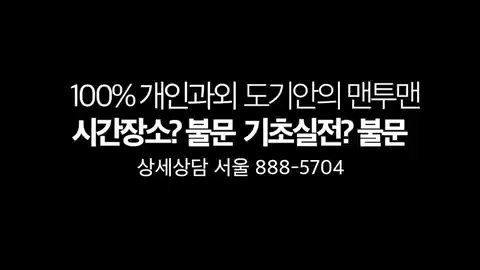 100% 개인과외 도기안의 맨투맨
시간장소? 불문 기초실전? 불문
상세상담 서울 888-5704